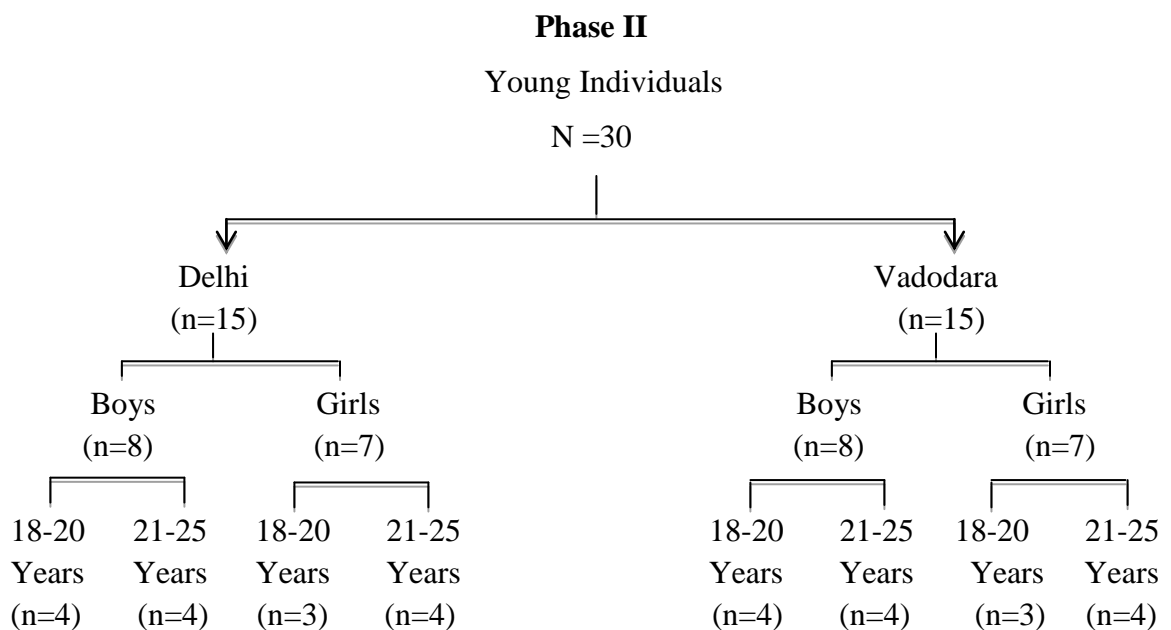 Phase II
Young Individuals
N =30
Delhi
(n=15)
Vadodara
(n=15)
Boys
(n=8)
Girls
(n=7)
Boys
(n=8)
Girls
(n=7)
18-20
Years
(n=4)
21-25
Years
(n=4)
18-20
Years
(n=3)
21-25
Years
(n=4)
18-20
Years
(n=4)
21-25
Years
(n=4)
18-20
Years
(n=3)
21-25
Years
(n=4)